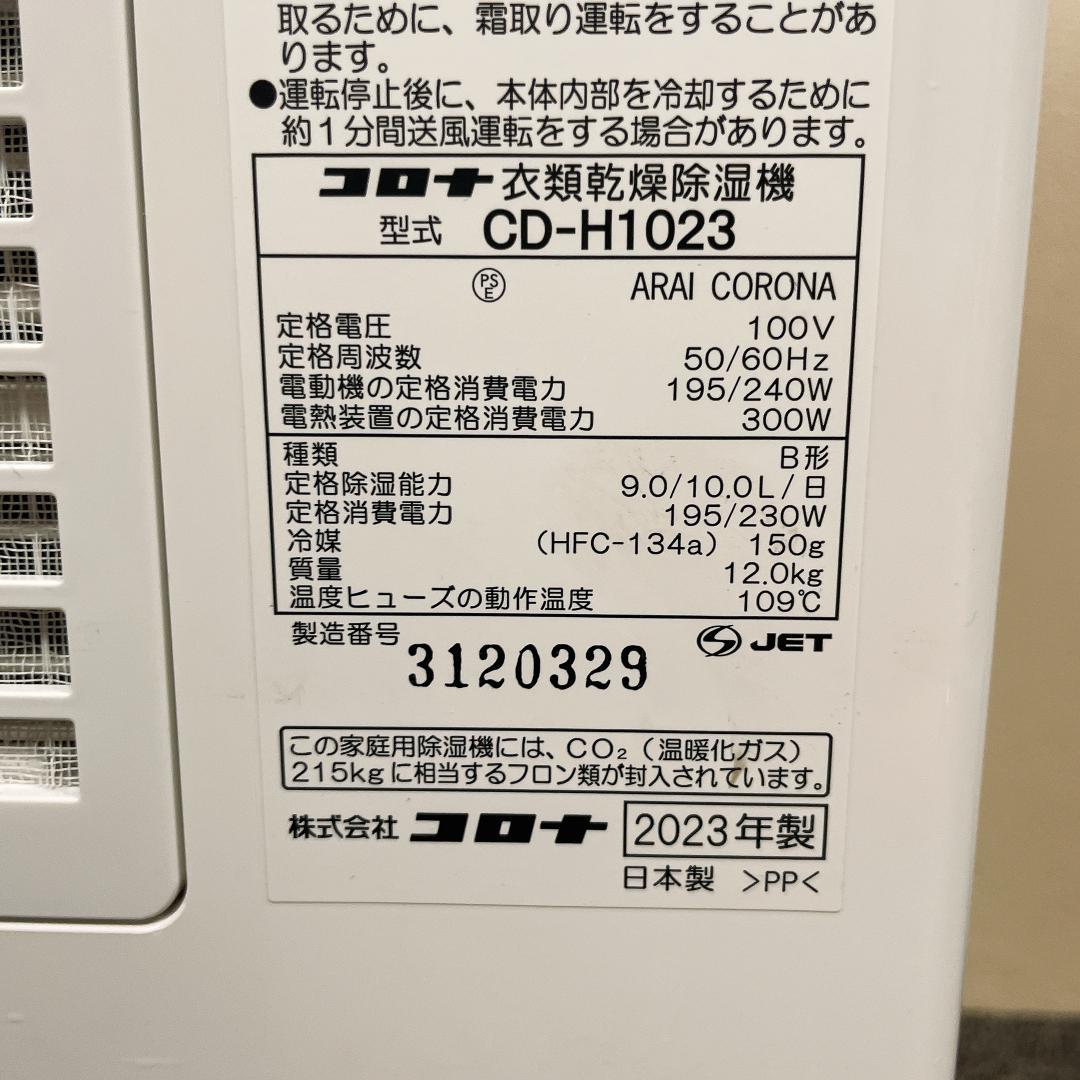 取るために、霜取り運転をすることがあ
ります。
●運転停止後に、本体内部を冷却するために
約1分間送風運転をする場合があります。
コロナ 衣類乾燥除湿機
型式 CD-H1023
PSE ARAI CORONA
定格電圧 100V
定格周波数 50/60Hz
電動機の定格消費電力 195/240W
電熱装置の定格消費電力 300W
種類 B形
定格除湿能力 9.0/10.0L/日
定格消費電力 195/230W
冷媒 (HFC-134a) 150g
質量 12.0kg
温度ヒューズの動作温度 109℃
製造番号 3120329
JET
この家庭用除湿機には、CO₂(温暖化ガス)
215kgに相当するフロン類が封入されています。
株式会社 コロナ 2023年製
日本製 >PP<